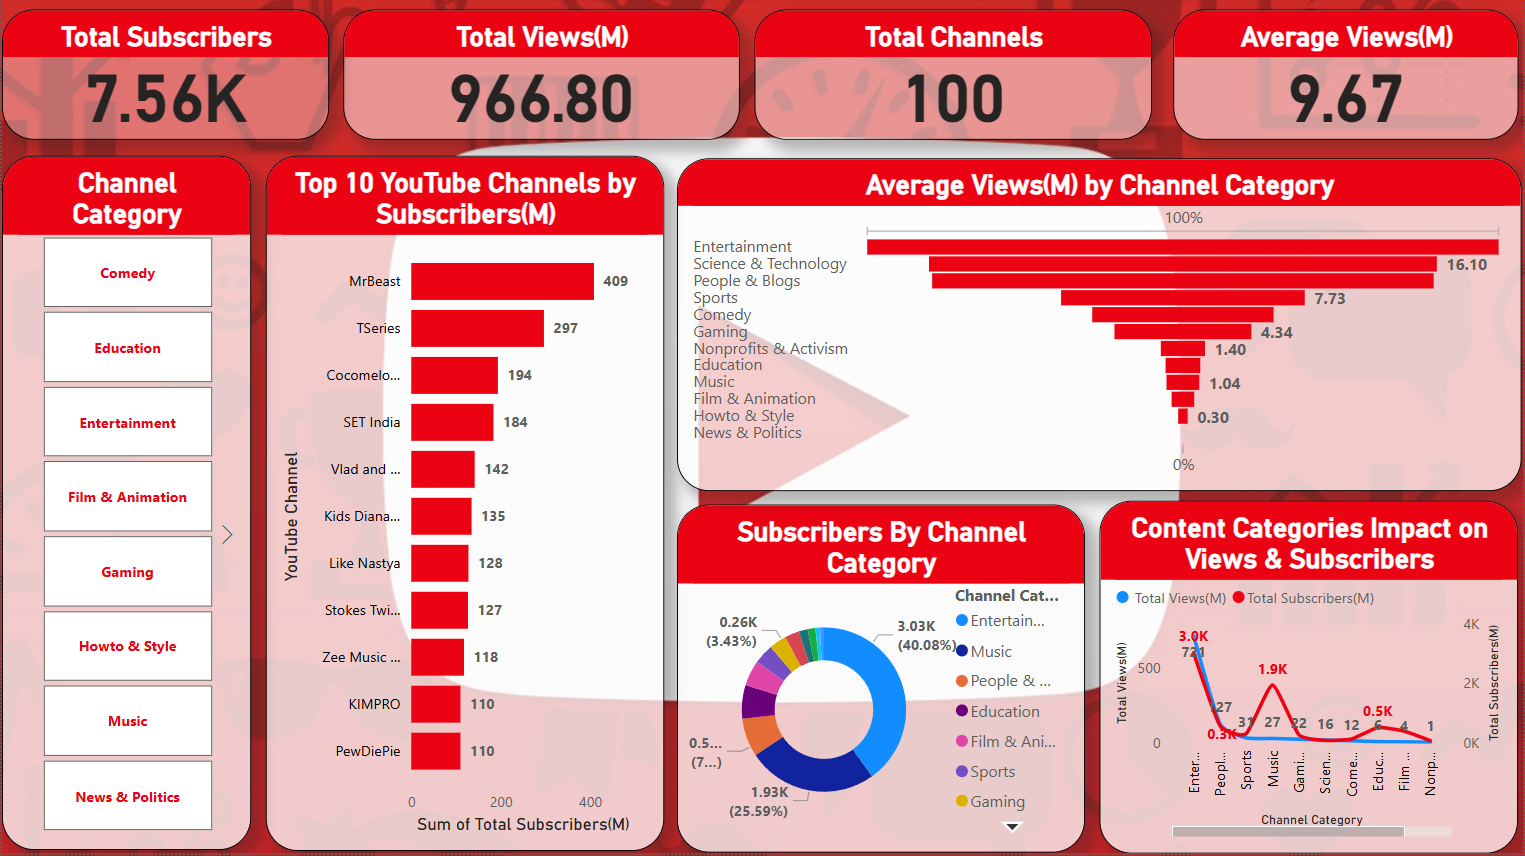 Total Subscribers
7.56K
Total Views(M)
966.80
Total Channels
100
Average Views(M)
9.67
Channel
Category
Comedy
Education
Entertainment
Film & Animation
Gaming
Howto & Style
Music
News & Politics
Top 10 YouTube Channels by
Subscribers(M)
YouTube Channel
MrBeast
409
TSeries
297
Cocomelo...
194
SET India
184
Vlad and ...
142
Kids Diana...
135
Like Nastya
128
Stokes Twi...
127
Zee Music ...
118
KIMPRO
110
PewDiePie
110
0
200
400
Sum of Total Subscribers(M)
Average Views(M) by Channel Category
100%
Entertainment
Science & Technology
16.10
People & Blogs
Sports
7.73
Comedy
Gaming
4.34
Nonprofits & Activism
1.40
Education
Music
1.04
Film & Animation
Howto & Style
0.30
News & Politics
0%
Subscribers By Channel
Category
0.26K
(3.43%)
3.03K
(40.08%)
0.5...
(7...)
1.93K
(25.59%)
Channel Cat...
Entertain...
Music
People & ...
Education
Film & Ani...
Sports
Gaming
Content Categories Impact on
Views & Subscribers
Total Views(M)
Total Subscribers(M)
Total Views(M)
500
0
3.0K
721
27
0.3K
31
1.9K
27
22
16
12
0.5K
6
4
1
4K
2K
0K
Total Subscribers(M)
Enter...
Peopl...
Sports
Music
Gami...
Scien...
Come...
Educ...
Film ...
Nonp...
Channel Category